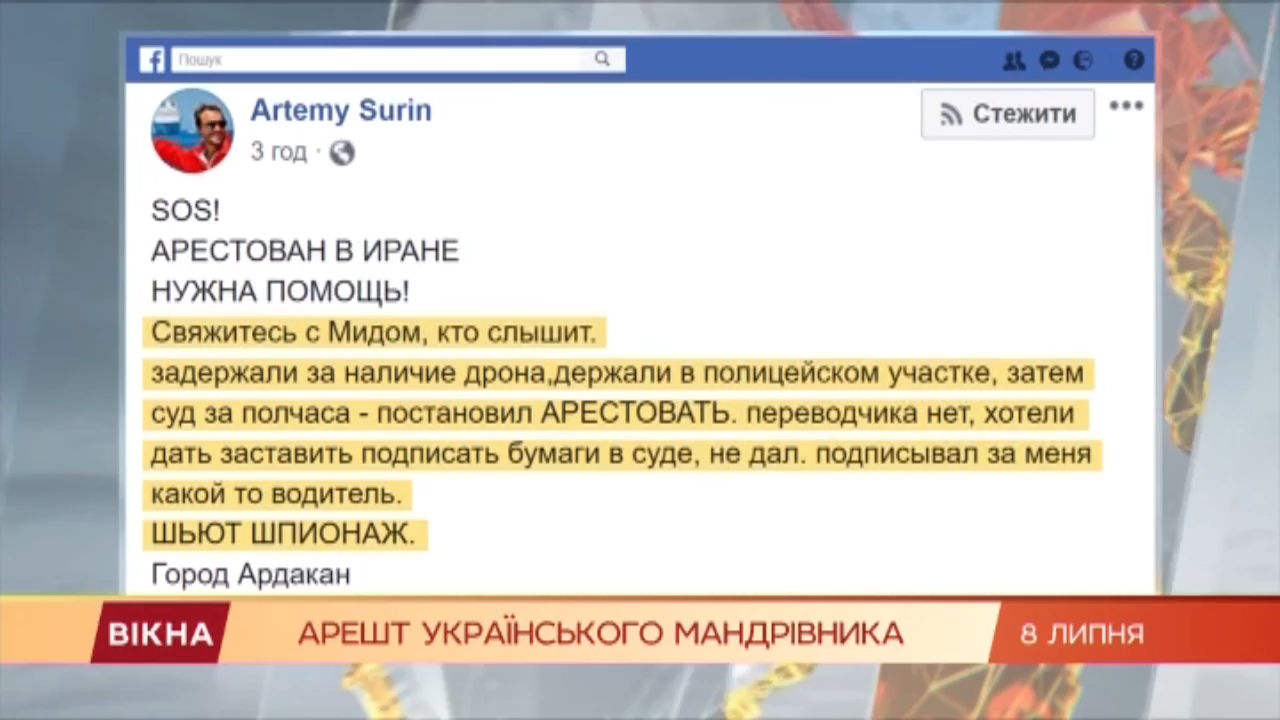 Пошук
Artemy Surin
Стежити
3 год
SOS!
АРЕСТОВАН В ИРАНЕ
НУЖНА ПОМОЩЬ!
Свяжитесь с Мидом, кто слышит.
задержали за наличие дрона,держали в полицейском участке, затем
суд за полчаса - постановил АРЕСТОВАТЬ. переводчика нет, хотели
дать заставить подписать бумаги в суде, не дал. подписывал за меня
какой то водитель.
ШЬЮТ ШПИОНАЖ.
Город Ардакан
ВІКНА
АРЕШТ УКРАЇНСЬКОГО МАНДРІВНИКА
8 ЛИПНЯ